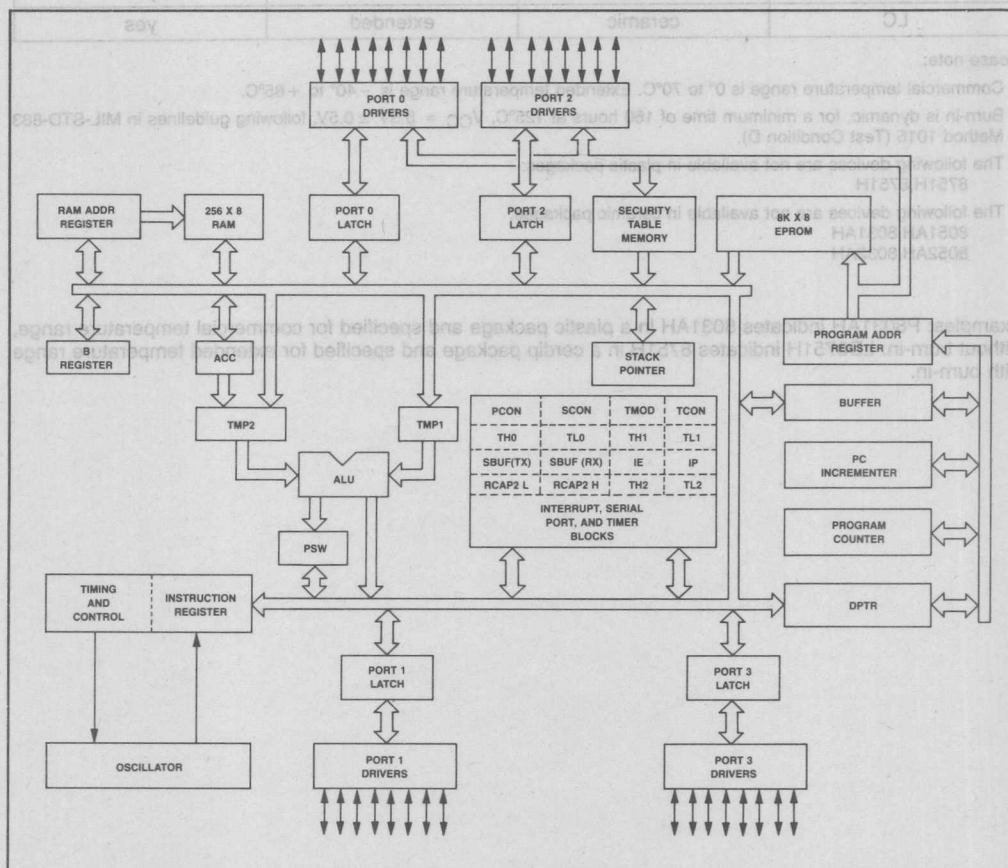 LC ceramic extended yes
ease note:
Commercial temperature range is 0° to 70°C. Extended temperature range is −40° to +85°C.
Burn-in is dynamic, for a minimum time of 160 hours at 125°C, VCC = 5.5V ± 0.5V, following guidelines in MIL-STD-883
Method 1015 (Test Condition D).
The following devices are not available in plastic packages:
8751H
The following devices are not available in ceramic packages:
8051AH, 8031AH
8052AH
xamples: P8031AH indicates 8031AH in a plastic package and specified for commercial temperature range,
ithout burn-in. 8751H indicates 8751H in a cerdip package and specified for extended temperature range
ith burn-in.
PORT 0
DRIVERS
PORT 2
DRIVERS
RAM ADDR
REGISTER
256 X 8
RAM
PORT 0
LATCH
PORT 2
LATCH
SECURITY
TABLE
MEMORY
8K X 8
EPROM
B
REGISTER
ACC
STACK
POINTER
PROGRAM ADDR
REGISTER
TMP2
TMP1
PCON SCON TMOD TCON
TH0 TL0 TH1 TL1
SBUF(TX) SBUF (RX) IE IP
RCAP2 L RCAP2 H TH2 TL2
INTERRUPT, SERIAL
PORT, AND TIMER
BLOCKS
BUFFER
ALU
PC
INCREMENTER
PROGRAM
COUNTER
PSW
TIMING
AND
CONTROL
INSTRUCTION
REGISTER
DPTR
PORT 1
LATCH
PORT 3
LATCH
OSCILLATOR
PORT 1
DRIVERS
PORT 3
DRIVERS